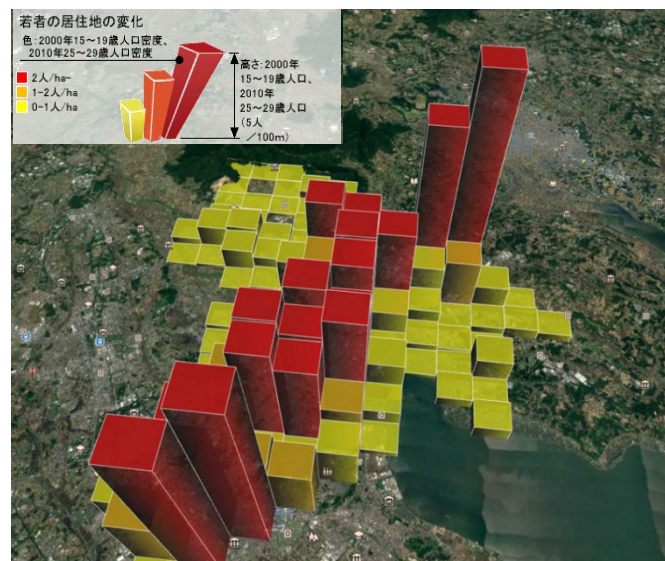 若者の居住地の変化
色:2000年15～19歳人口密度、
2010年25～29歳人口密度
2人/ha-
1-2人/ha
0-1人/ha
高さ:2000年
15～19歳人口、
2010年
25～29歳人口
(5人
/100m)